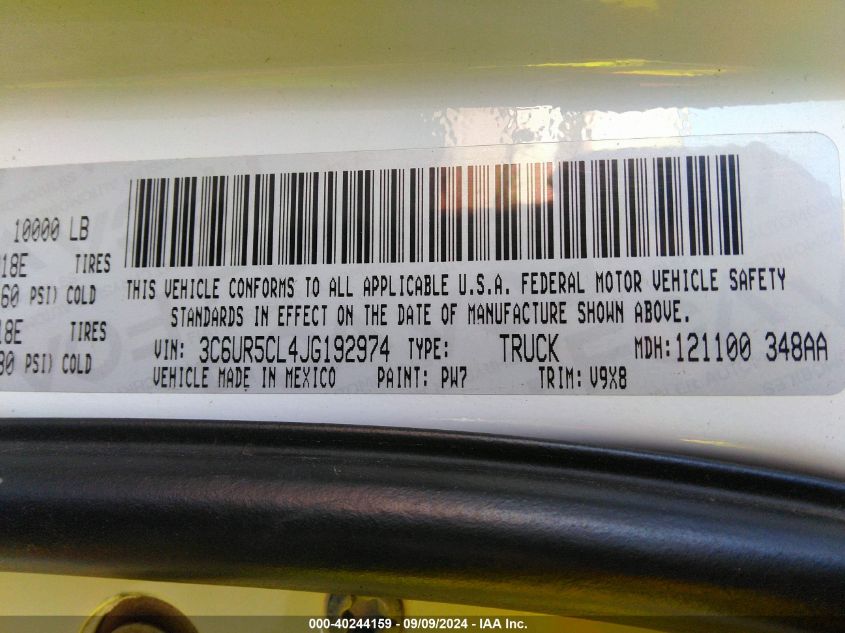 10000 LB
18E TIRES
60 PSI) COLD
18E TIRES
80 PSI) COLD
THIS VEHICLE CONFORMS TO ALL APPLICABLE U.S.A. FEDERAL MOTOR VEHICLE SAFETY
STANDARDS IN EFFECT ON THE DATE OF MANUFACTURE SHOWN ABOVE.
VIN: 3C6UR5CL4JG192974 TYPE: TRUCK MDH:121100 348AA
VEHICLE MADE IN MEXICO PAINT: PW7 TRIM: V9X8
000-40244159 - 09/09/2024 - IAA Inc.